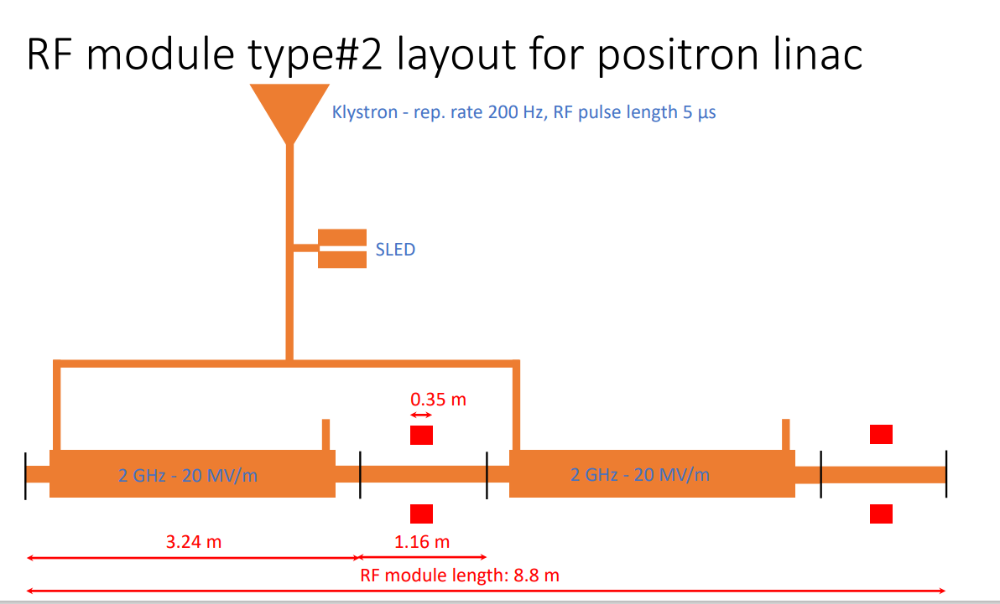 RF module type#2 layout for positron linac
Klystron - rep. rate 200 Hz, RF pulse length 5 µs
SLED
0.35 m
2 GHz - 20 MV/m
2 GHz - 20 MV/m
3.24 m
1.16 m
RF module length: 8.8 m